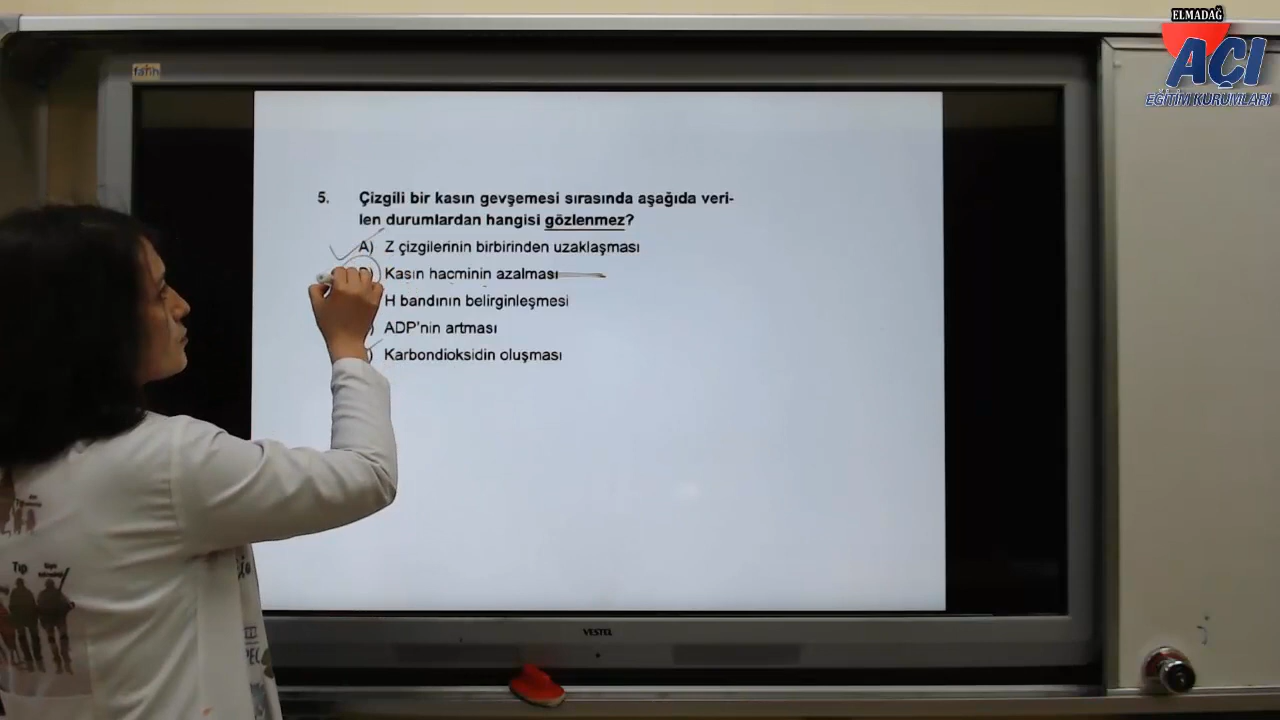 ELMADAĞ
AÇI
EĞİTİM KURUMLARI
fatih
5. Çizgili bir kasın gevşemesi sırasında aşağıda veri-
len durumlardan hangisi gözlenmez?
A) Z çizgilerinin birbirinden uzaklaşması
Kasın hacminin azalması
H bandının belirginleşmesi
) ADP'nin artması
) Karbondioksidin oluşması
VESTEL
Tıp